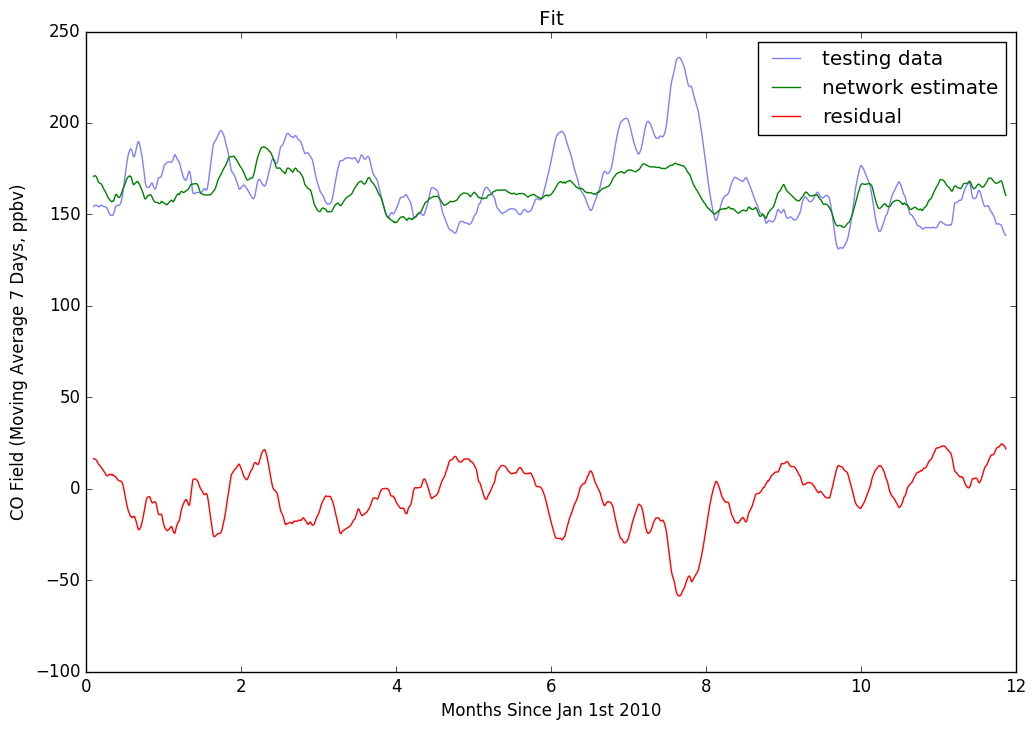 Fit
250
200
150
100
50
0
−50
−100
CO Field (Moving Average 7 Days, ppbv)
testing data
network estimate
residual
0 2 4 6 8 10 12
Months Since Jan 1st 2010